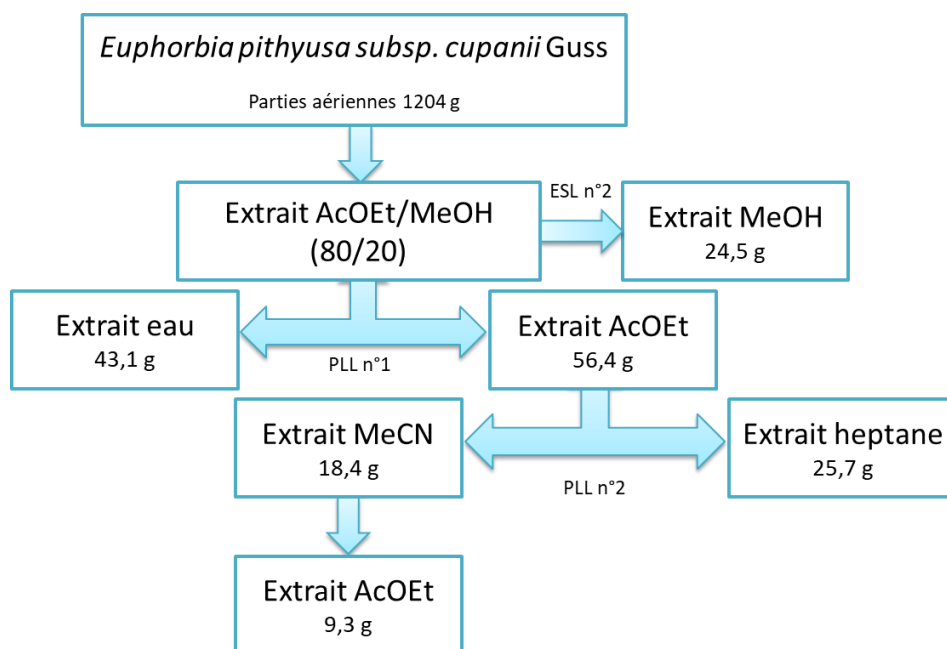 Euphorbia pithyusa subsp. cupanii Guss
Parties aériennes 1204 g
Extrait AcOEt/MeOH
(80/20)
ESL n°2
Extrait MeOH
24,5 g
Extrait eau
43,1 g
PLL n°1
Extrait AcOEt
56,4 g
Extrait MeCN
18,4 g
PLL n°2
Extrait heptane
25,7 g
Extrait AcOEt
9,3 g